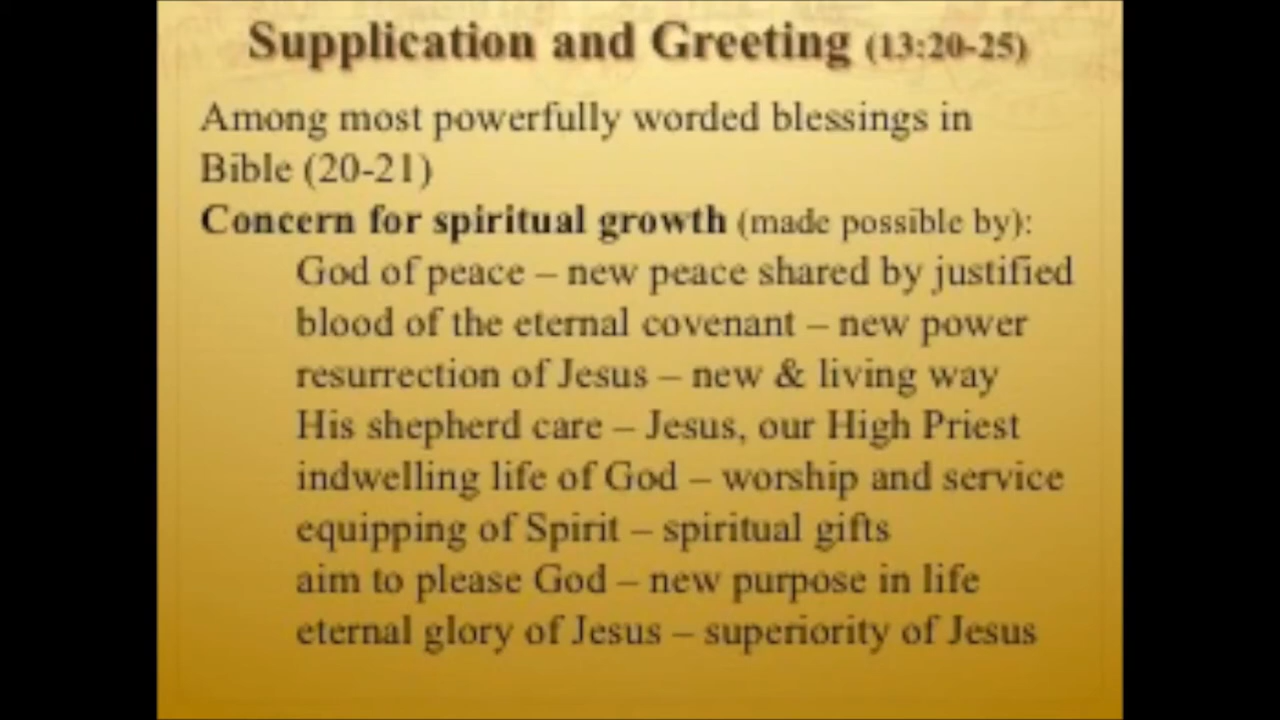 Supplication and Greeting (13:20-25)
Among most powerfully worded blessings in
Bible (20-21)
Concern for spiritual growth (made possible by):
God of peace – new peace shared by justified
blood of the eternal covenant – new power
resurrection of Jesus – new & living way
His shepherd care – Jesus, our High Priest
indwelling life of God – worship and service
equipping of Spirit – spiritual gifts
aim to please God – new purpose in life
eternal glory of Jesus – superiority of Jesus